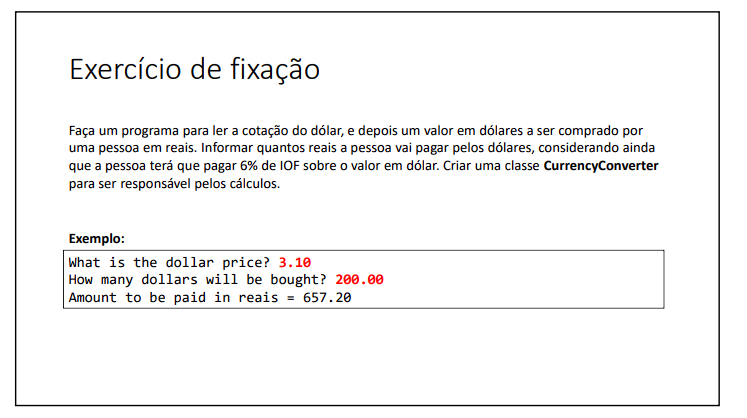 Exercício de fixação
Faça um programa para ler a cotação do dólar, e depois um valor em dólares a ser comprado por
uma pessoa em reais. Informar quantos reais a pessoa vai pagar pelos dólares, considerando ainda
que a pessoa terá que pagar 6% de IOF sobre o valor em dólar. Criar uma classe CurrencyConverter
para ser responsável pelos cálculos.
Exemplo:
What is the dollar price? 3.10
How many dollars will be bought? 200.00
Amount to be paid in reais = 657.20